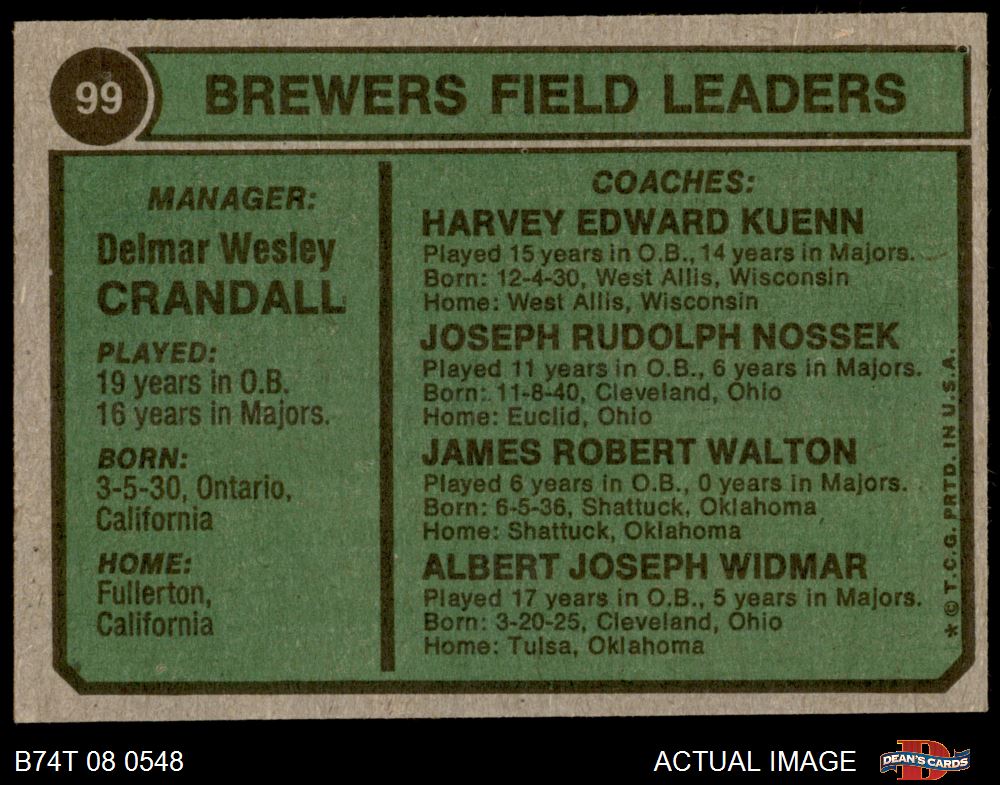 99
BREWERS FIELD LEADERS
MANAGER:
Delmar Wesley
CRANDALL
PLAYED:
19 years in O.B.
16 years in Majors.
BORN:
3-5-30, Ontario,
California
HOME:
Fullerton,
California
COACHES:
HARVEY EDWARD KUENN
Played 15 years in O.B., 14 years in Majors.
Born: 12-4-30, West Allis, Wisconsin
Home: West Allis, Wisconsin
JOSEPH RUDOLPH NOSSEK
Played 11 years in O.B., 6 years in Majors.
Born: 11-8-40, Cleveland, Ohio
Home: Euclid, Ohio
JAMES ROBERT WALTON
Played 6 years in O.B., 0 years in Majors.
Born: 6-5-36, Shattuck, Oklahoma
Home: Shattuck, Oklahoma
ALBERT JOSEPH WIDMAR
Played 17 years in O.B., 5 years in Majors.
Born: 3-20-25, Cleveland, Ohio
Home: Tulsa, Oklahoma
* © T.C.G. PRTD. IN U.S.A.
B74T 08 0548
ACTUAL IMAGE
D
DEAN'S CARDS